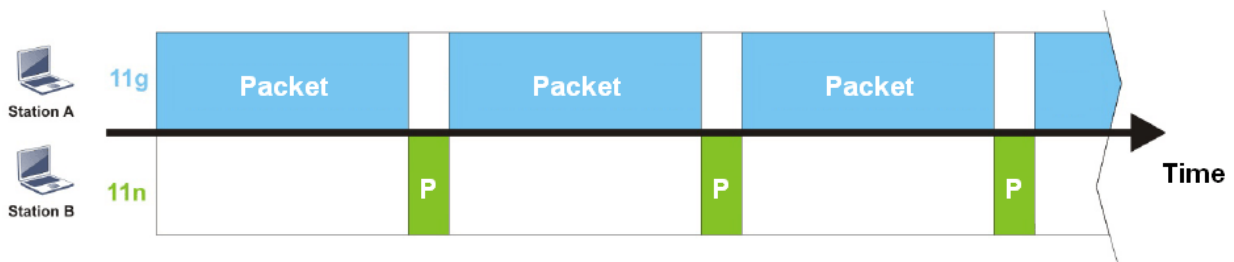 11g
Packet
Packet
Packet
Station A
11n
P
P
P
Time
Station B